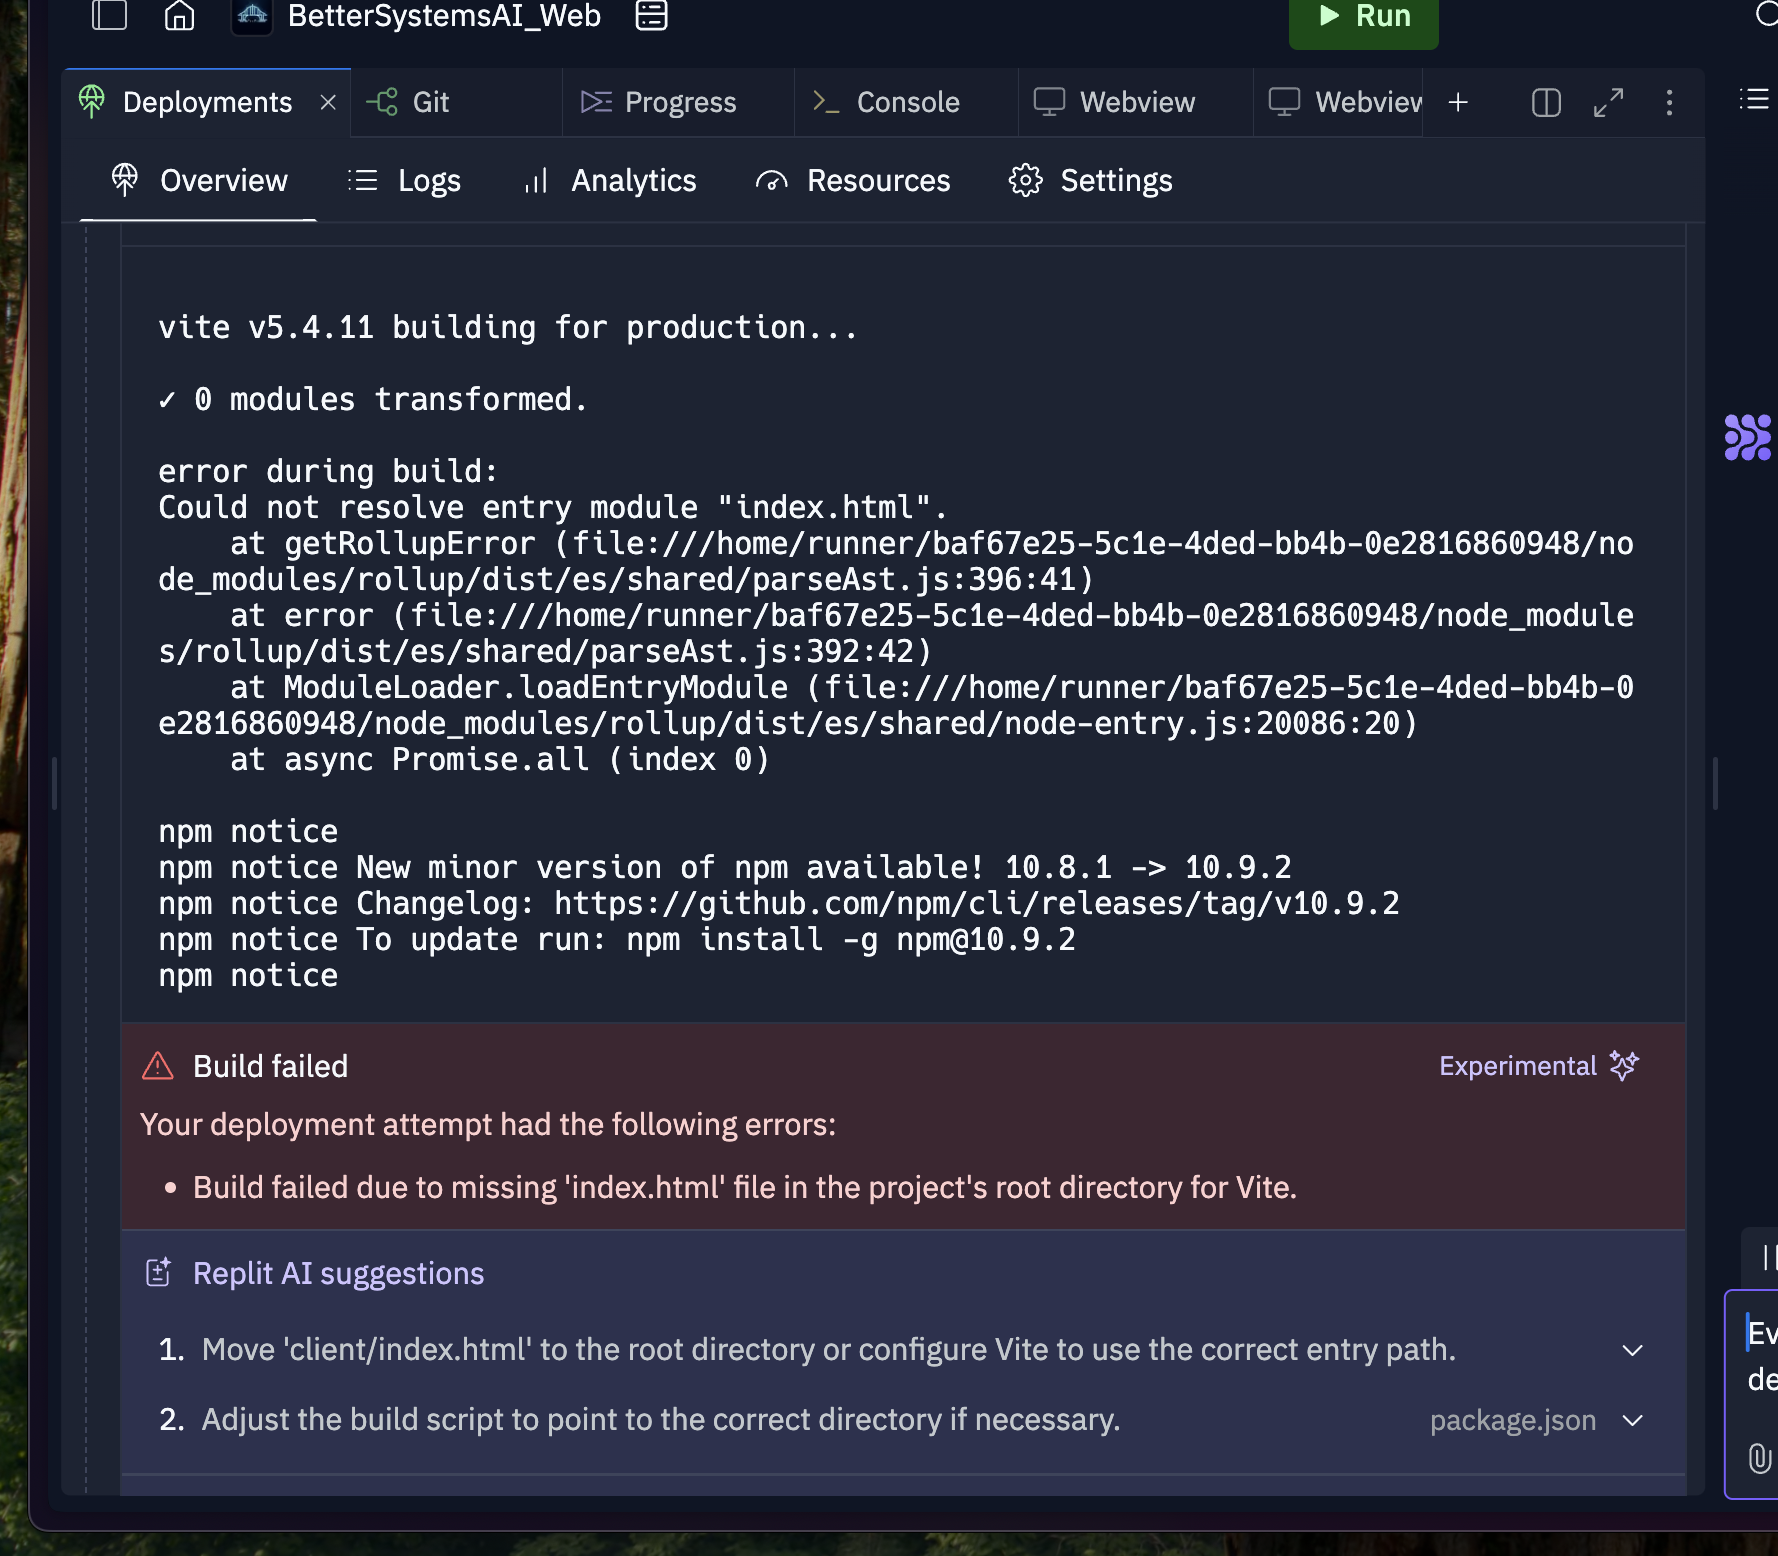 BetterSystemsAI_Web
Run
Deployments
Git
Progress
Console
Webview
Webview
Overview
Logs
Analytics
Resources
Settings
vite v5.4.11 building for production...
✓ 0 modules transformed.
error during build:
Could not resolve entry module "index.html".
at getRollupError (file:///home/runner/baf67e25-5c1e-4ded-bb4b-0e2816860948/no
de_modules/rollup/dist/es/shared/parseAst.js:396:41)
at error (file:///home/runner/baf67e25-5c1e-4ded-bb4b-0e2816860948/node_module
s/rollup/dist/es/shared/parseAst.js:392:42)
at ModuleLoader.loadEntryModule (file:///home/runner/baf67e25-5c1e-4ded-bb4b-0
e2816860948/node_modules/rollup/dist/es/shared/node-entry.js:20086:20)
at async Promise.all (index 0)
npm notice
npm notice New minor version of npm available! 10.8.1 -> 10.9.2
npm notice Changelog: https://github.com/npm/cli/releases/tag/v10.9.2
npm notice To update run: npm install -g npm@10.9.2
npm notice
Build failed
Experimental
Your deployment attempt had the following errors:
• Build failed due to missing 'index.html' file in the project's root directory for Vite.
Replit AI suggestions
1. Move 'client/index.html' to the root directory or configure Vite to use the correct entry path.
2. Adjust the build script to point to the correct directory if necessary.
package.json
Ev
de